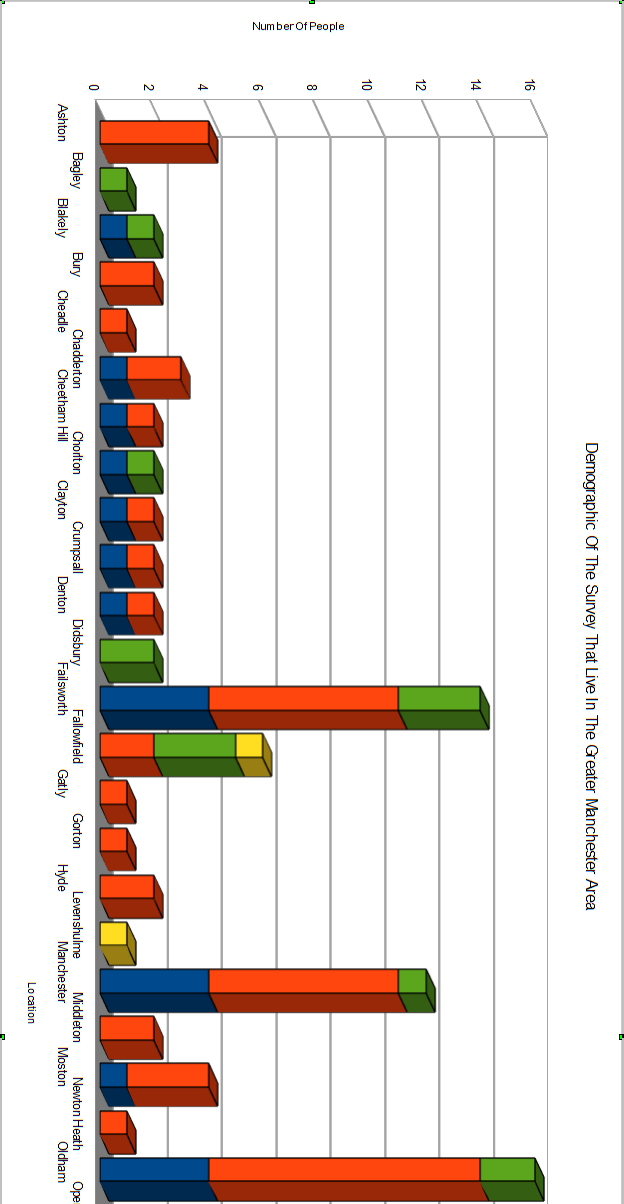 Demographic Of The Survey That Live In The Greater Manchester Area
Number Of People
0
2
4
6
8
10
12
14
16
Ashton
Bagley
Blakely
Bury
Cheadle
Chadderton
Cheetham Hill
Chorlton
Clayton
Crumpsall
Denton
Didsbury
Failsworth
Fallowfield
Gatly
Gorton
Hyde
Levenshulme
Manchester
Middleton
Moston
Newton Heath
Oldham
Ope
Location